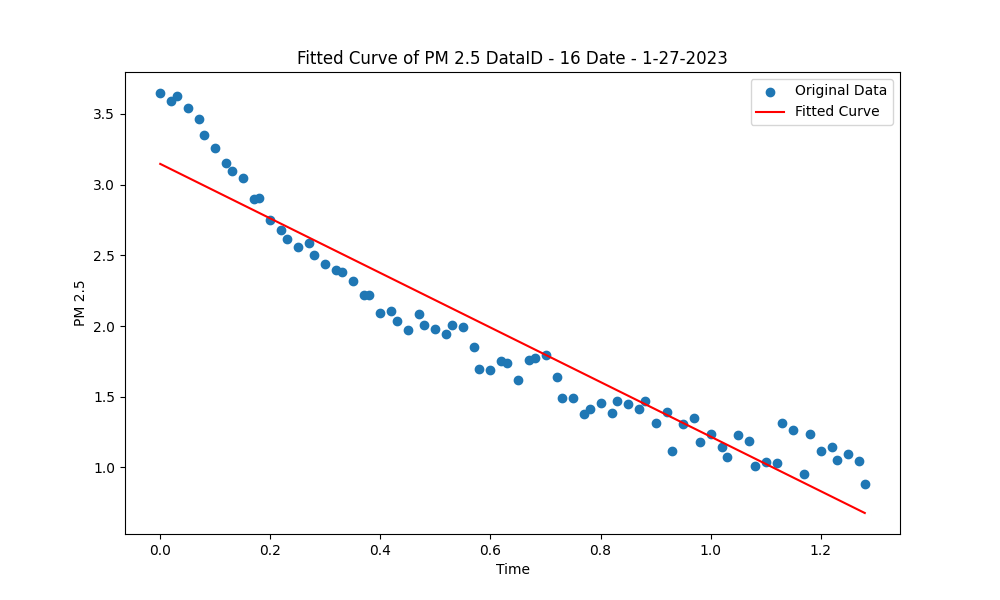 Fitted Curve of PM 2.5 DataID - 16 Date - 1-27-2023
Original Data
Fitted Curve
3.5
3.0
2.5
2.0
1.5
1.0
PM 2.5
0.0 0.2 0.4 0.6 0.8 1.0 1.2
Time